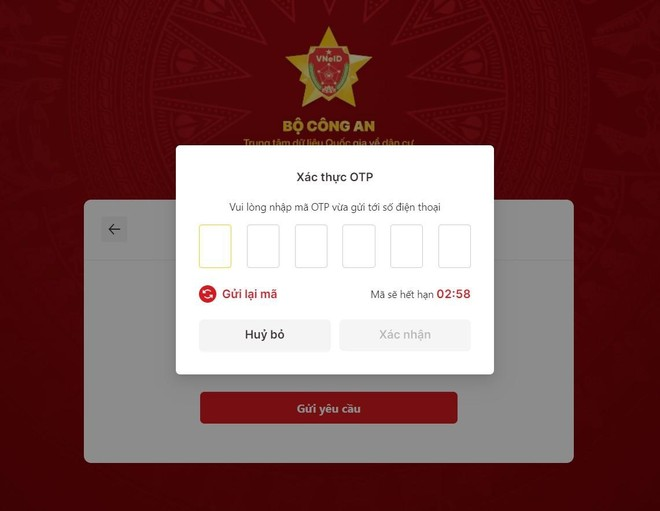 VNeID
BỘ CÔNG AN
Trung tâm dữ liệu Quốc gia về dân cư
Xác thực OTP
Vui lòng nhập mã OTP vừa gửi tới số điện thoại
Gửi lại mã
Mã sẽ hết hạn 02:58
Huỷ bỏ
Xác nhận
Gửi yêu cầu